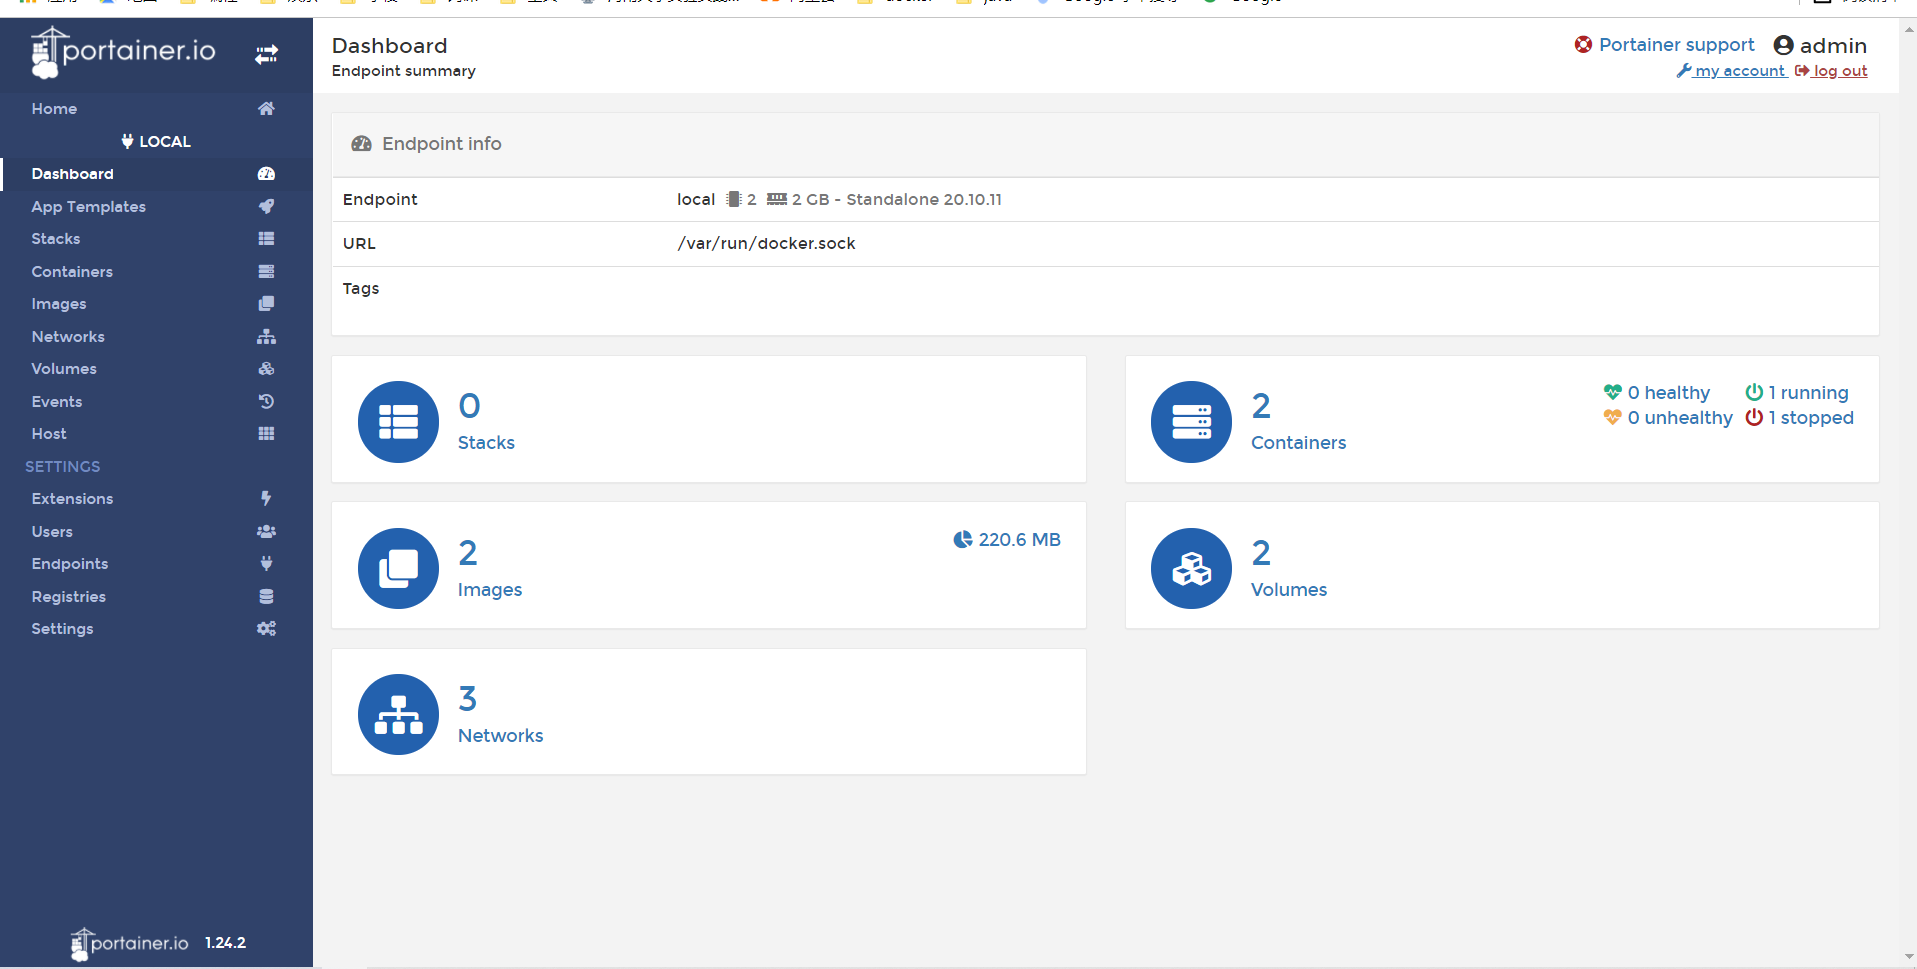 portainer.io
Home
LOCAL
Dashboard
App Templates
Stacks
Containers
Images
Networks
Volumes
Events
Host
SETTINGS
Extensions
Users
Endpoints
Registries
Settings
portainer.io 1.24.2
Dashboard
Endpoint summary
Portainer support admin
my account log out
Endpoint info
Endpoint local 2 2 GB - Standalone 20.10.11
URL /var/run/docker.sock
Tags
0
Stacks
2
Containers
0 healthy 1 running
0 unhealthy 1 stopped
2
Images
220.6 MB
2
Volumes
3
Networks